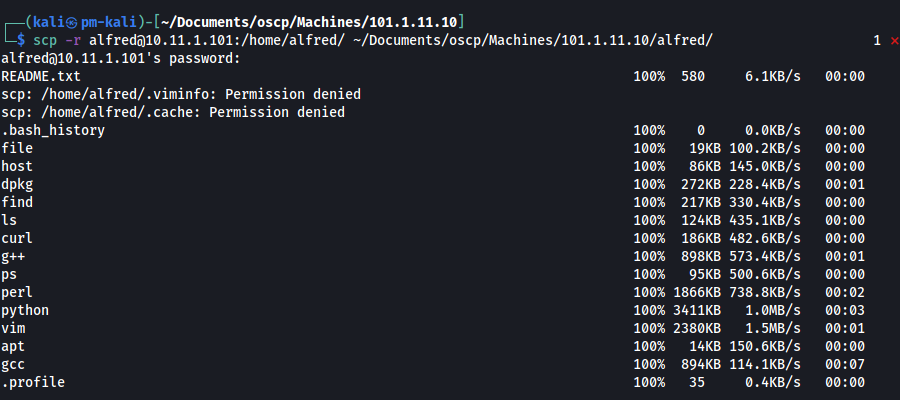 ┌──(kali㉿pm-kali)-[~/Documents/oscp/Machines/101.1.11.10]
└─$ scp -r alfred@10.11.1.101:/home/alfred/ ~/Documents/oscp/Machines/101.1.11.10/alfred/ 1 ⨯
alfred@10.11.1.101's password:
README.txt 100% 580 6.1KB/s 00:00
scp: /home/alfred/.viminfo: Permission denied
scp: /home/alfred/.cache: Permission denied
.bash_history 100% 0 0.0KB/s 00:00
file 100% 19KB 100.2KB/s 00:00
host 100% 86KB 145.0KB/s 00:00
dpkg 100% 272KB 228.4KB/s 00:01
find 100% 217KB 330.4KB/s 00:00
ls 100% 124KB 435.1KB/s 00:00
curl 100% 186KB 482.6KB/s 00:00
g++ 100% 898KB 573.4KB/s 00:01
ps 100% 95KB 500.6KB/s 00:00
perl 100% 1866KB 738.8KB/s 00:02
python 100% 3411KB 1.0MB/s 00:03
vim 100% 2380KB 1.5MB/s 00:01
apt 100% 14KB 150.6KB/s 00:00
gcc 100% 894KB 114.1KB/s 00:07
.profile 100% 35 0.4KB/s 00:00